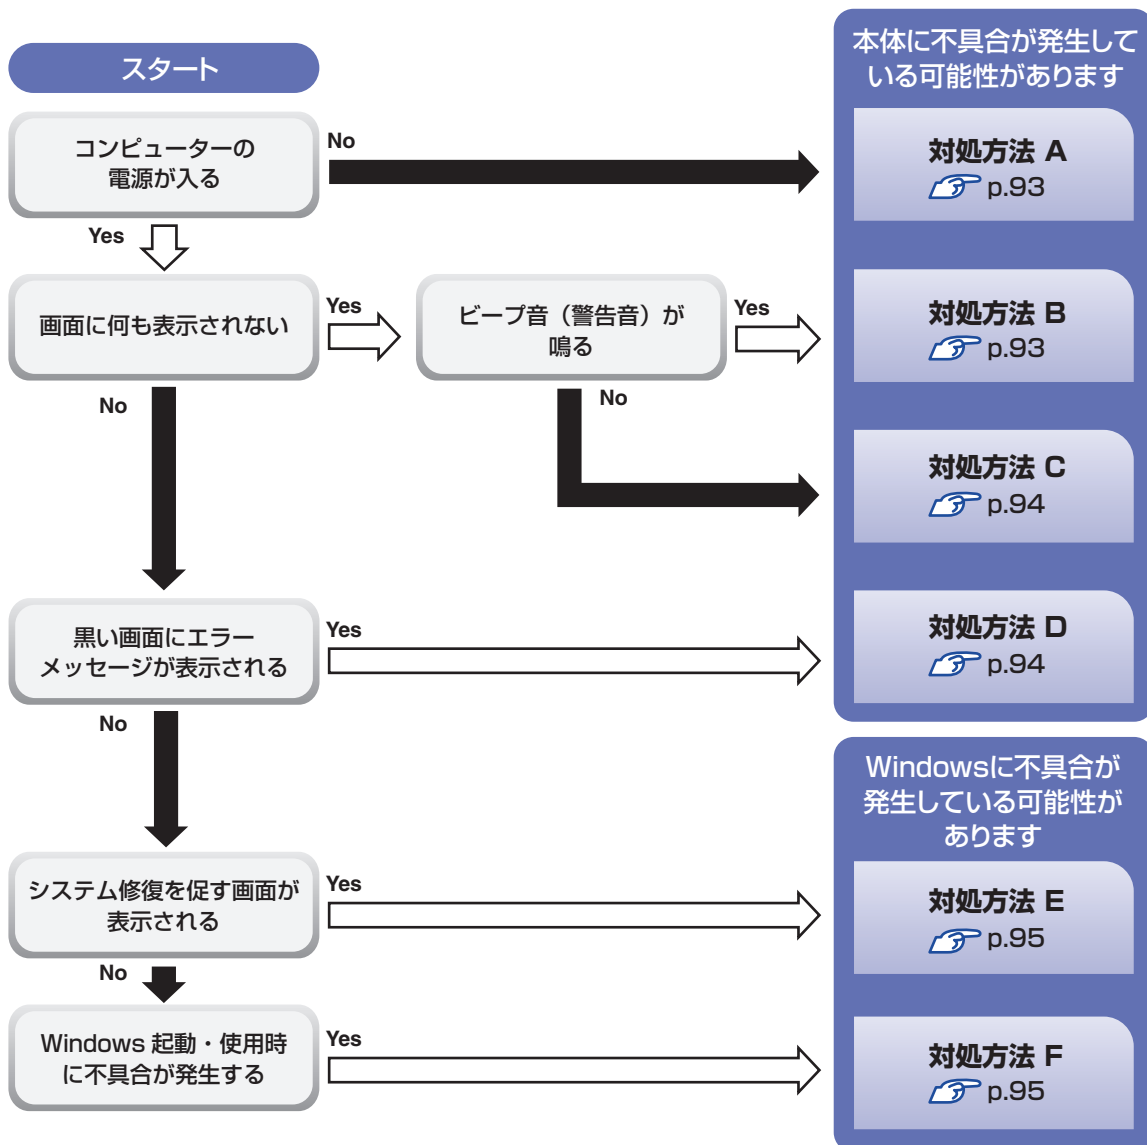 スタート
コンピューターの
電源が入る
No
Yes
本体に不具合が発生して
いる可能性があります
対処方法 A
p.93
画面に何も表示されない
Yes
No
ビープ音（警告音）が
鳴る
Yes
No
対処方法 B
p.93
対処方法 C
p.94
黒い画面にエラー
メッセージが表示される
Yes
No
対処方法 D
p.94
Windowsに不具合が
発生している可能性が
あります
システム修復を促す画面が
表示される
Yes
No
対処方法 E
p.95
Windows 起動・使用時
に不具合が発生する
Yes
対処方法 F
p.95